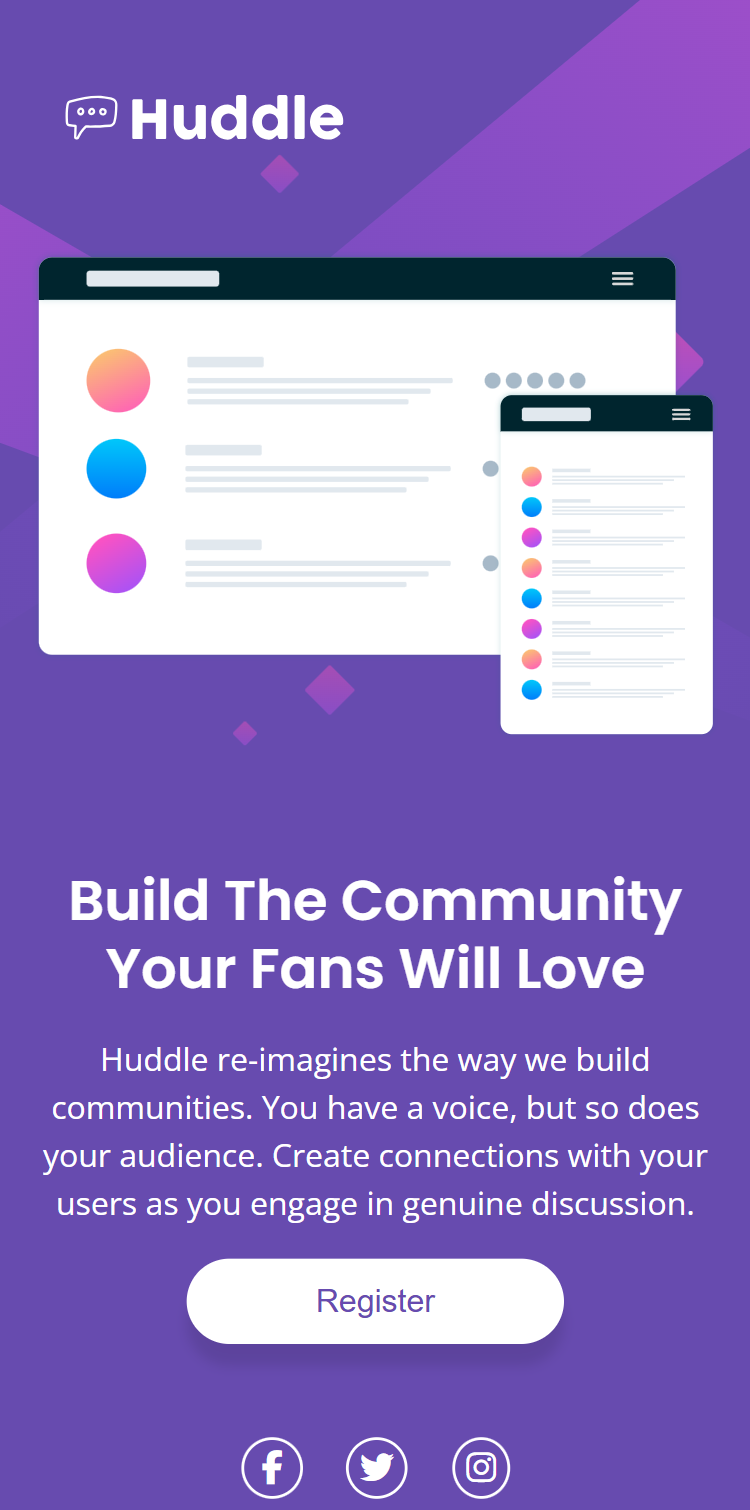 Huddle
Build The Community
Your Fans Will Love
Huddle re-imagines the way we build
communities. You have a voice, but so does
your audience. Create connections with your
users as you engage in genuine discussion.
Register